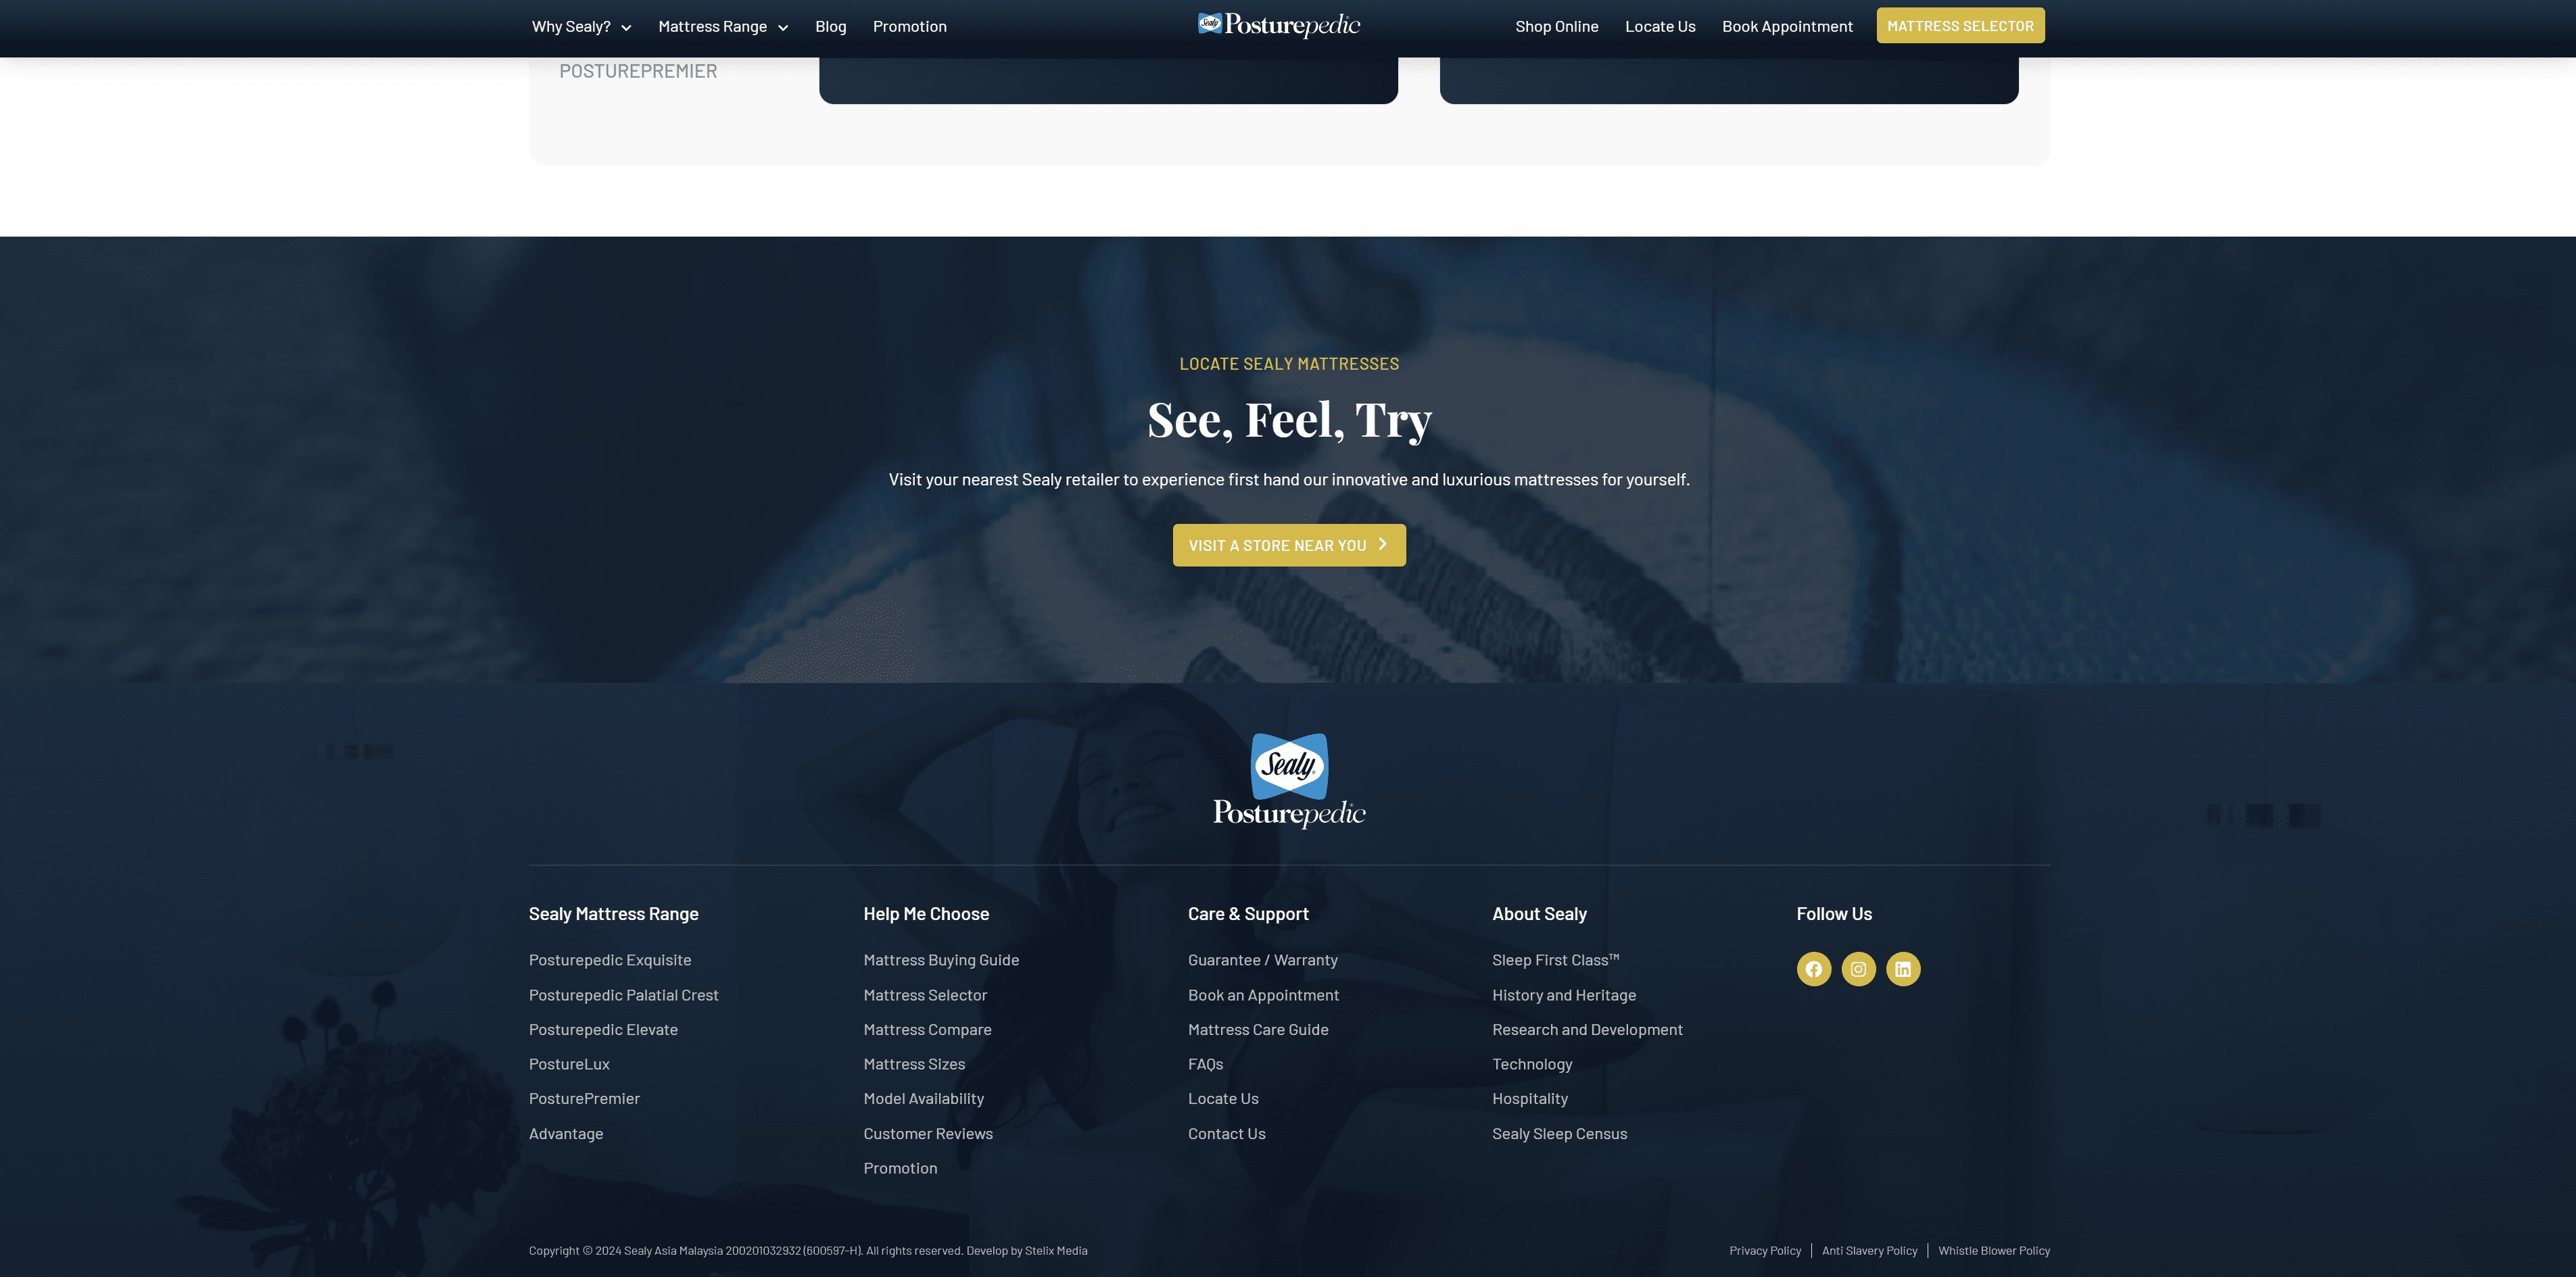 Why Sealy? Mattress Range Blog Promotion Sealy Posturepedic Shop Online Locate Us Book Appointment MATTRESS SELECTOR
POSTUREPREMIER
LOCATE SEALY MATTRESSES
See, Feel, Try
Visit your nearest Sealy retailer to experience first hand our innovative and luxurious mattresses for yourself.
VISIT A STORE NEAR YOU
Sealy
Posturepedic
Sealy Mattress Range
Posturepedic Exquisite
Posturepedic Palatial Crest
Posturepedic Elevate
PostureLux
PosturePremier
Advantage
Help Me Choose
Mattress Buying Guide
Mattress Selector
Mattress Compare
Mattress Sizes
Model Availability
Customer Reviews
Promotion
Care & Support
Guarantee / Warranty
Book an Appointment
Mattress Care Guide
FAQs
Locate Us
Contact Us
About Sealy
Sleep First Class™
History and Heritage
Research and Development
Technology
Hospitality
Sealy Sleep Census
Follow Us
Copyright © 2024 Sealy Asia Malaysia 200201032932 (600597-H). All rights reserved. Develop by Stelix Media
Privacy Policy | Anti Slavery Policy | Whistle Blower Policy